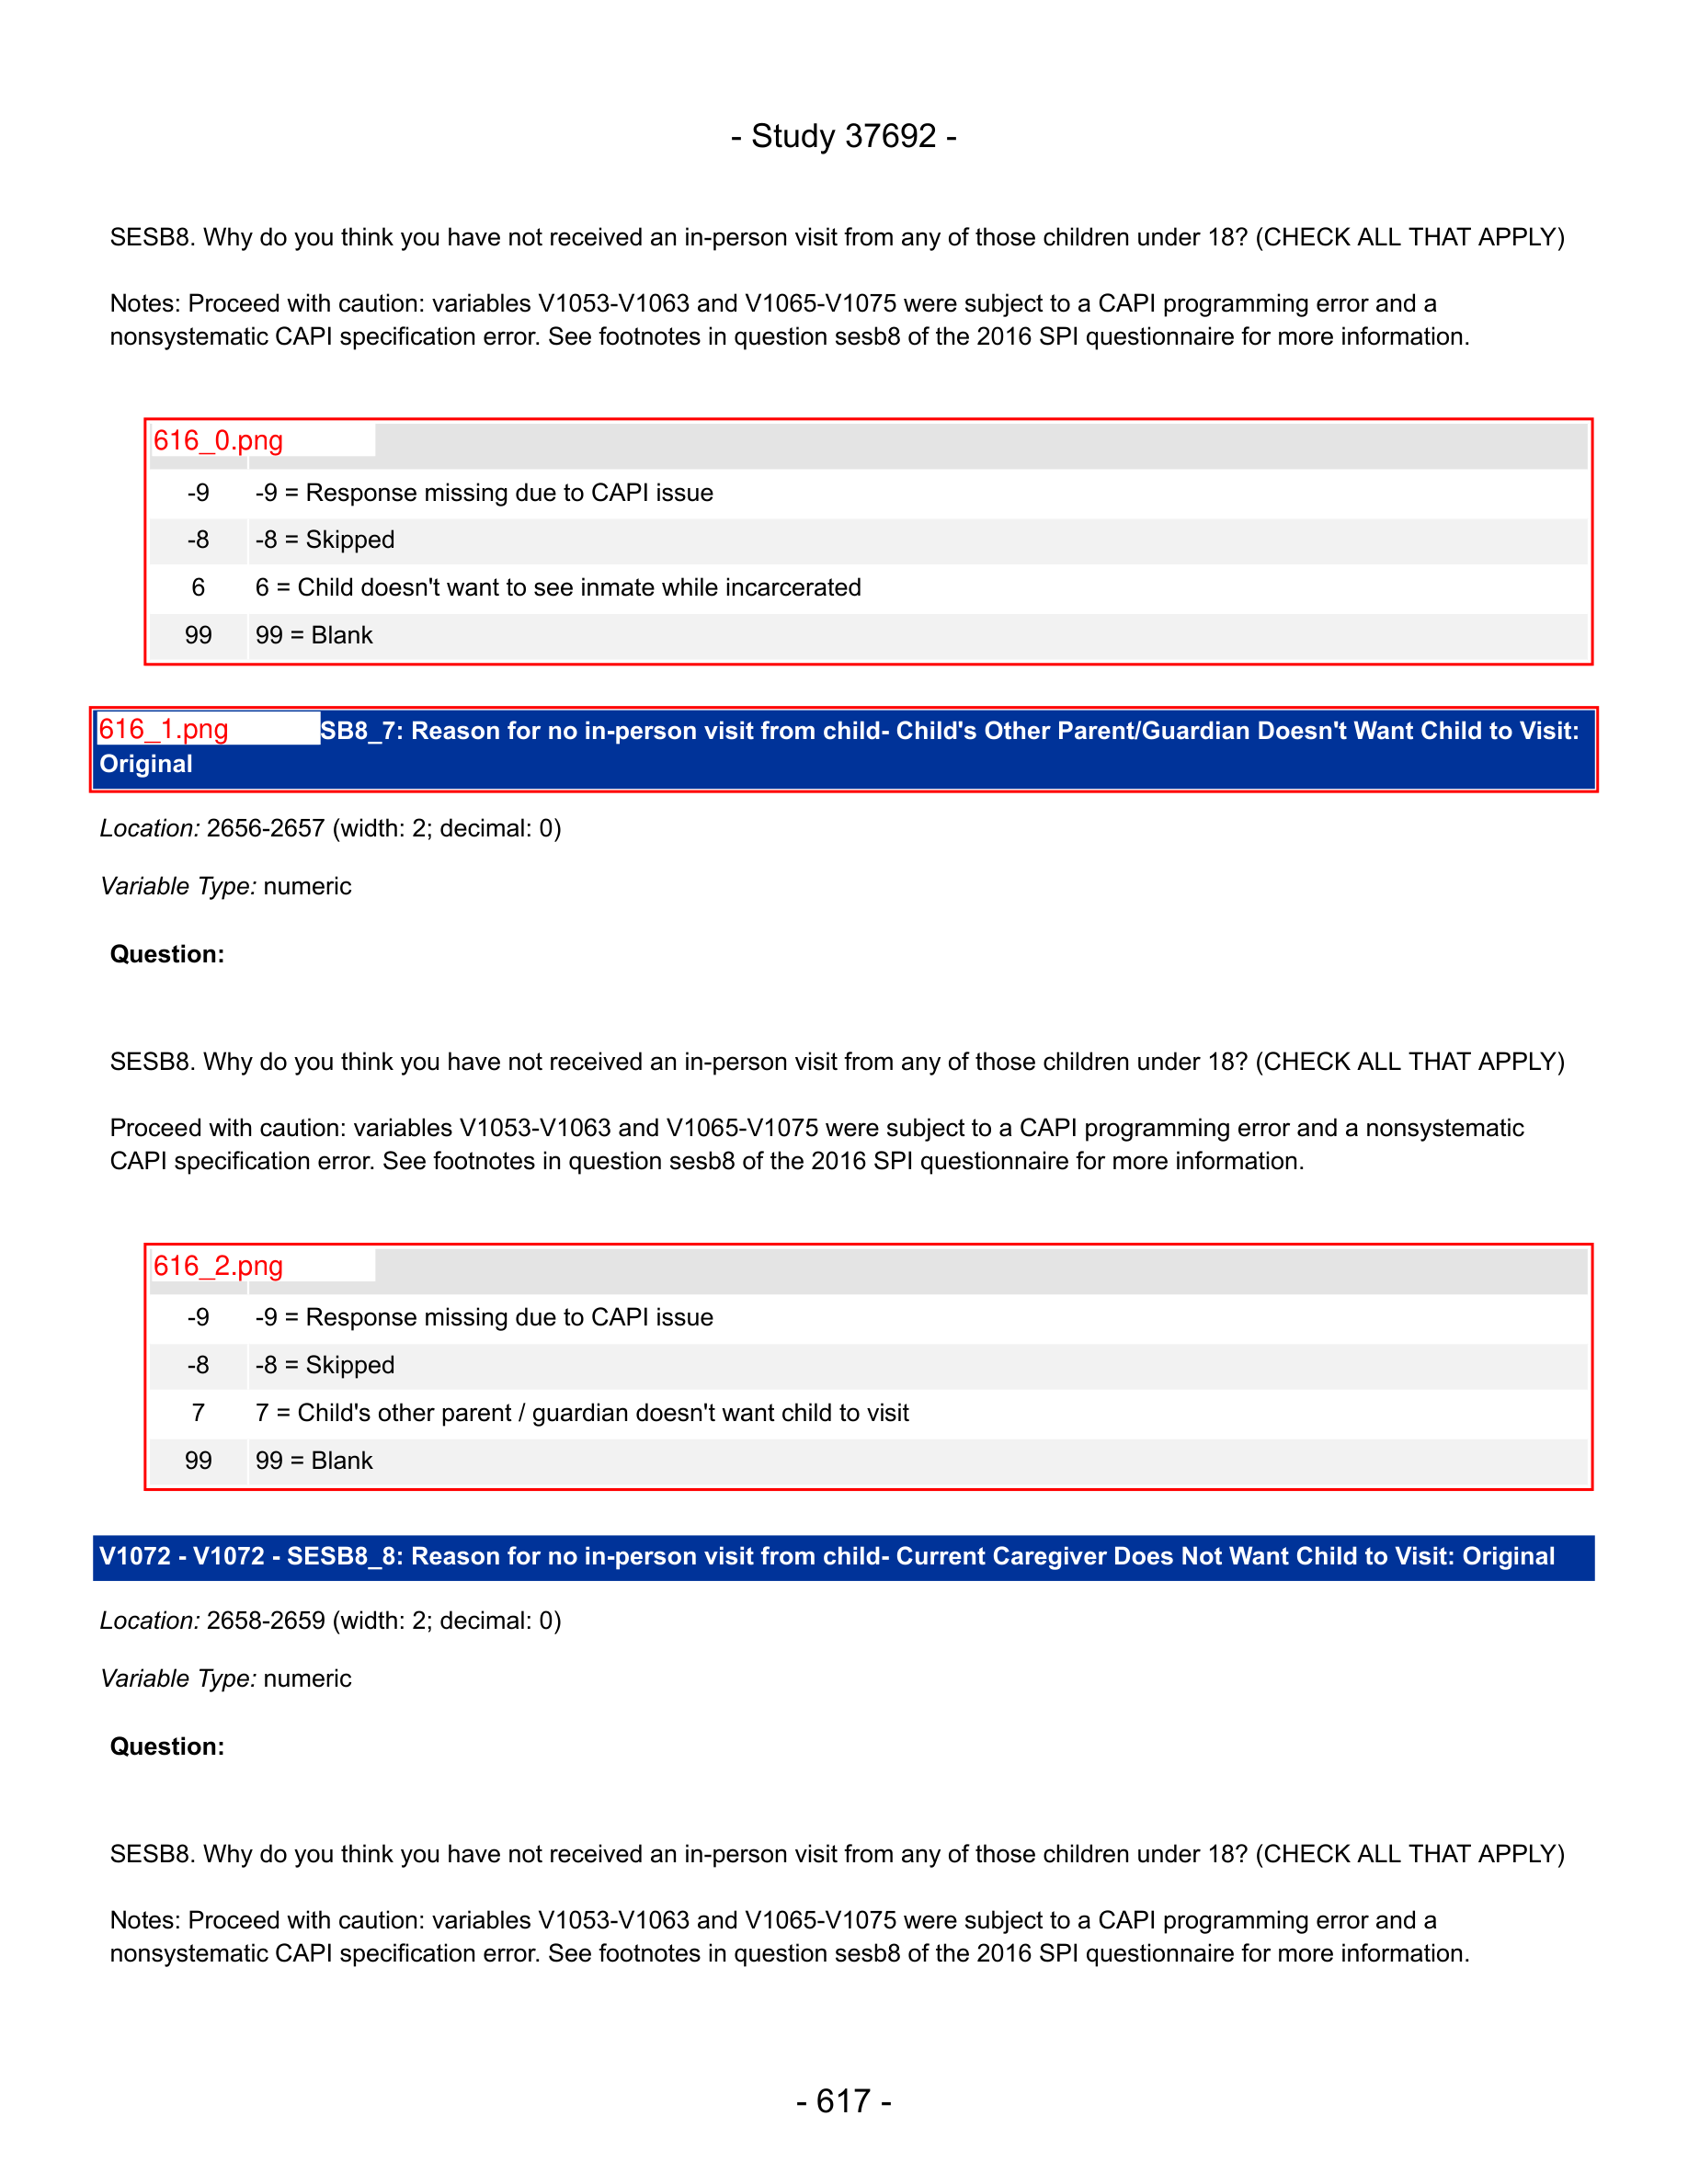 - Study 37692 -
SESB8. Why do you think you have not received an in-person visit from any of those children under 18? (CHECK ALL THAT APPLY)
Notes: Proceed with caution: variables V1053-V1063 and V1065-V1075 were subject to a CAPI programming error and a
nonsystematic CAPI specification error. See footnotes in question sesb8 of the 2016 SPI questionnaire for more information.
616_0.png
-9 -9 = Response missing due to CAPI issue
-8 -8 = Skipped
6 6 = Child doesn't want to see inmate while incarcerated
99 99 = Blank
616_1.png SB8_7: Reason for no in-person visit from child- Child's Other Parent/Guardian Doesn't Want Child to Visit:
Original
Location: 2656-2657 (width: 2; decimal: 0)
Variable Type: numeric
Question:
SESB8. Why do you think you have not received an in-person visit from any of those children under 18? (CHECK ALL THAT APPLY)
Proceed with caution: variables V1053-V1063 and V1065-V1075 were subject to a CAPI programming error and a nonsystematic
CAPI specification error. See footnotes in question sesb8 of the 2016 SPI questionnaire for more information.
616_2.png
-9 -9 = Response missing due to CAPI issue
-8 -8 = Skipped
7 7 = Child's other parent / guardian doesn't want child to visit
99 99 = Blank
V1072 - V1072 - SESB8_8: Reason for no in-person visit from child- Current Caregiver Does Not Want Child to Visit: Original
Location: 2658-2659 (width: 2; decimal: 0)
Variable Type: numeric
Question:
SESB8. Why do you think you have not received an in-person visit from any of those children under 18? (CHECK ALL THAT APPLY)
Notes: Proceed with caution: variables V1053-V1063 and V1065-V1075 were subject to a CAPI programming error and a
nonsystematic CAPI specification error. See footnotes in question sesb8 of the 2016 SPI questionnaire for more information.
- 617 -